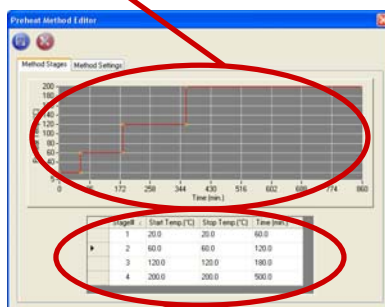 Preheat Method Editor
Method Stages Method Settings
200
180
160
140
120
100
80
60
40
20
5
0 86 172 258 344 430 516 602 688 774 860
Time (min.)
Stage# Start Temp.(°C) Stop Temp.(°C) Time (min.)
1 20.0 20.0 60.0
2 60.0 60.0 120.0
3 120.0 120.0 180.0
4 200.0 200.0 500.0